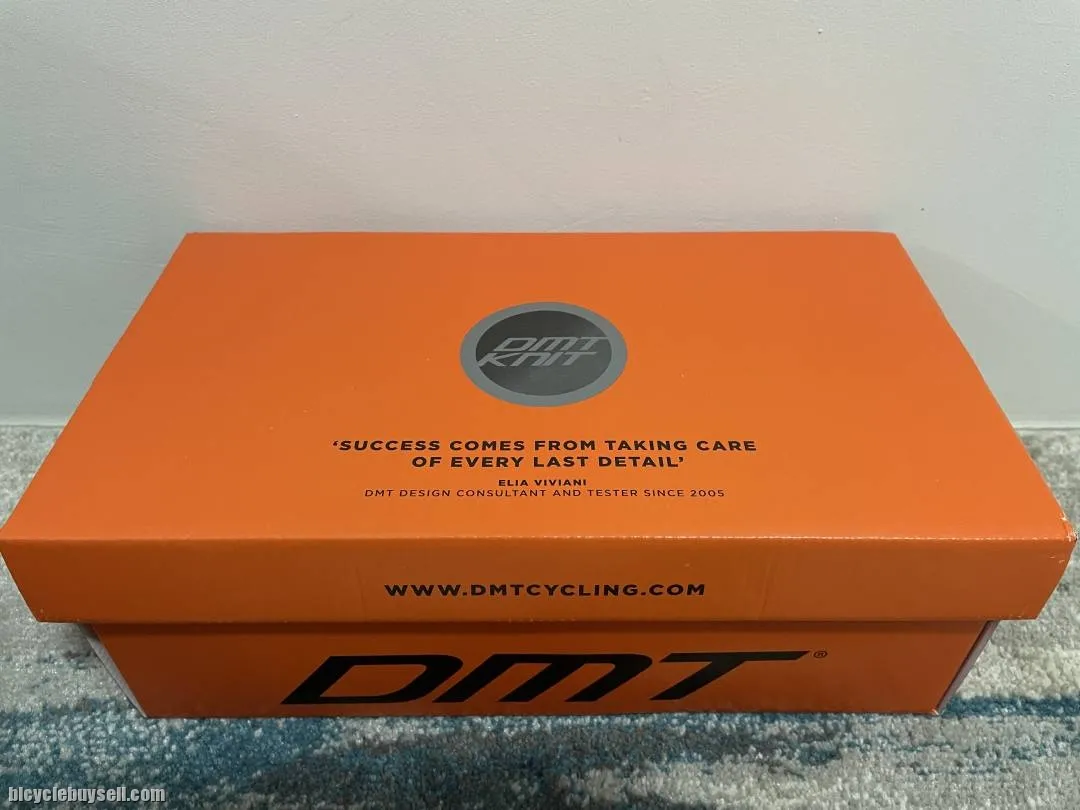 DMT
KNIT
‘SUCCESS COMES FROM TAKING CARE
OF EVERY LAST DETAIL’
ELIA VIVIANI
DMT DESIGN CONSULTANT AND TESTER SINCE 2005
WWW.DMTCYCLING.COM
DMT®
bicyclebuysell.com